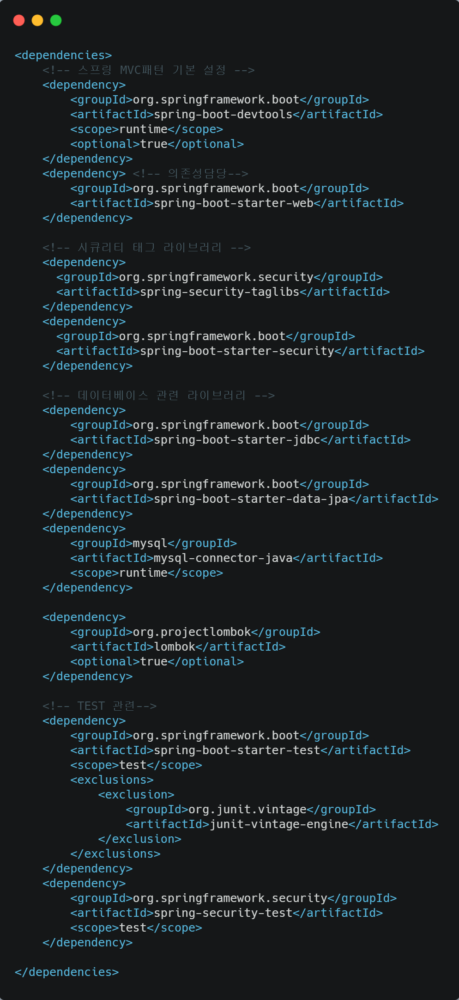 <dependencies>
    <!-- 스프링 MVC패턴 기본 설정 -->
    <dependency>
        <groupId>org.springframework.boot</groupId>
        <artifactId>spring-boot-devtools</artifactId>
        <scope>runtime</scope>
        <optional>true</optional>
    </dependency>
    <dependency> <!-- 의존성담당-->
        <groupId>org.springframework.boot</groupId>
        <artifactId>spring-boot-starter-web</artifactId>
    </dependency>

    <!-- 시큐리티 태그 라이브러리 -->
    <dependency>
      <groupId>org.springframework.security</groupId>
      <artifactId>spring-security-taglibs</artifactId>
    </dependency>
    <dependency>
      <groupId>org.springframework.boot</groupId>
      <artifactId>spring-boot-starter-security</artifactId>
    </dependency>

    <!-- 데이터베이스 관련 라이브러리 -->
    <dependency>
        <groupId>org.springframework.boot</groupId>
        <artifactId>spring-boot-starter-jdbc</artifactId>
    </dependency>
    <dependency>
        <groupId>org.springframework.boot</groupId>
        <artifactId>spring-boot-starter-data-jpa</artifactId>
    </dependency>
    <dependency>
        <groupId>mysql</groupId>
        <artifactId>mysql-connector-java</artifactId>
        <scope>runtime</scope>
    </dependency>

    <dependency>
        <groupId>org.projectlombok</groupId>
        <artifactId>lombok</artifactId>
        <optional>true</optional>
    </dependency>

    <!-- TEST 관련-->
    <dependency>
        <groupId>org.springframework.boot</groupId>
        <artifactId>spring-boot-starter-test</artifactId>
        <scope>test</scope>
        <exclusions>
            <exclusion>
                <groupId>org.junit.vintage</groupId>
                <artifactId>junit-vintage-engine</artifactId>
            </exclusion>
        </exclusions>
    </dependency>
    <dependency>
        <groupId>org.springframework.security</groupId>
        <artifactId>spring-security-test</artifactId>
        <scope>test</scope>
    </dependency>

</dependencies>